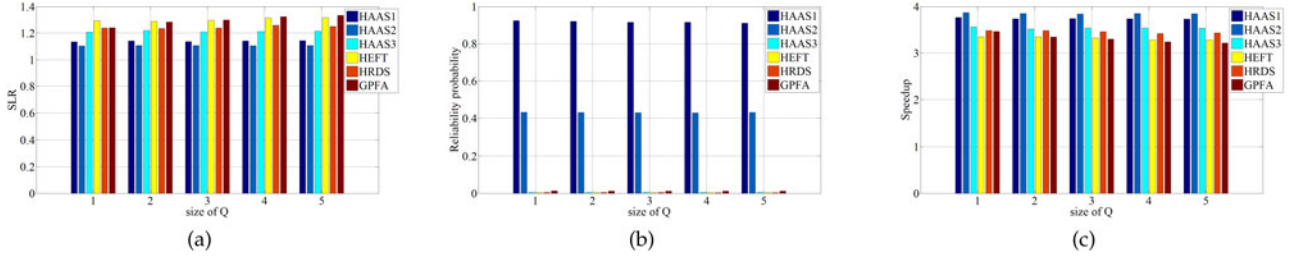 1.4
1.2
1
0.8
0.6
0.4
0.2
0
SLR
1 2 3 4 5
size of Q
HAAS1
HAAS2
HAAS3
HEFT
HRDS
GPFA
(a)
1
0.8
0.6
0.4
0.2
0
Reliability probability
1 2 3 4 5
size of Q
HAAS1
HAAS2
HAAS3
HEFT
HRDS
GPFA
(b)
4
3
2
1
0
Speedup
1 2 3 4 5
size of Q
HAAS1
HAAS2
HAAS3
HEFT
HRDS
GPFA
(c)